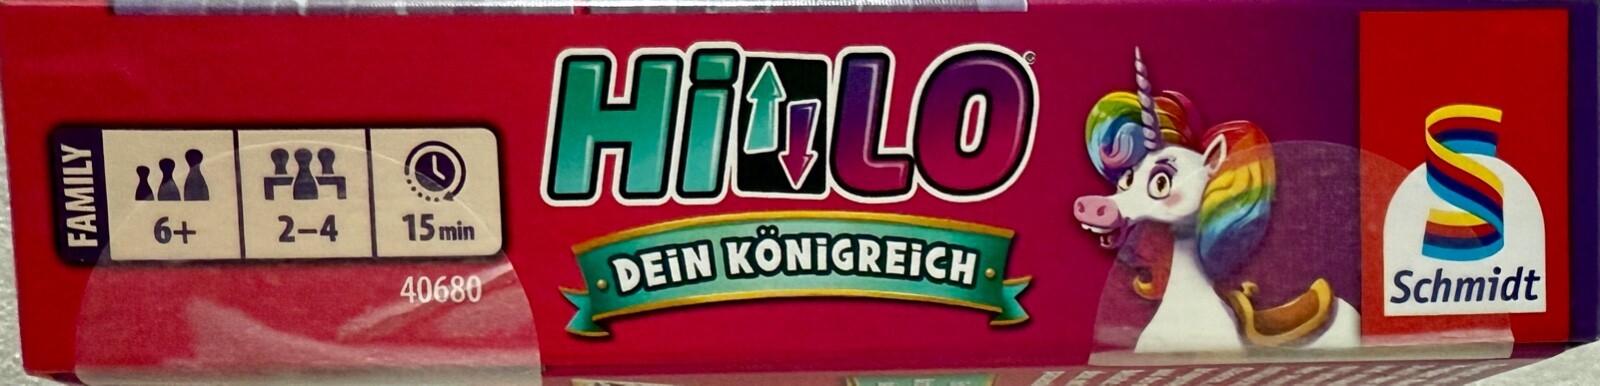 FAMILY
6+
2–4
15 min
40680
HiLO
DEiN KÖNiGREiCH
Schmidt